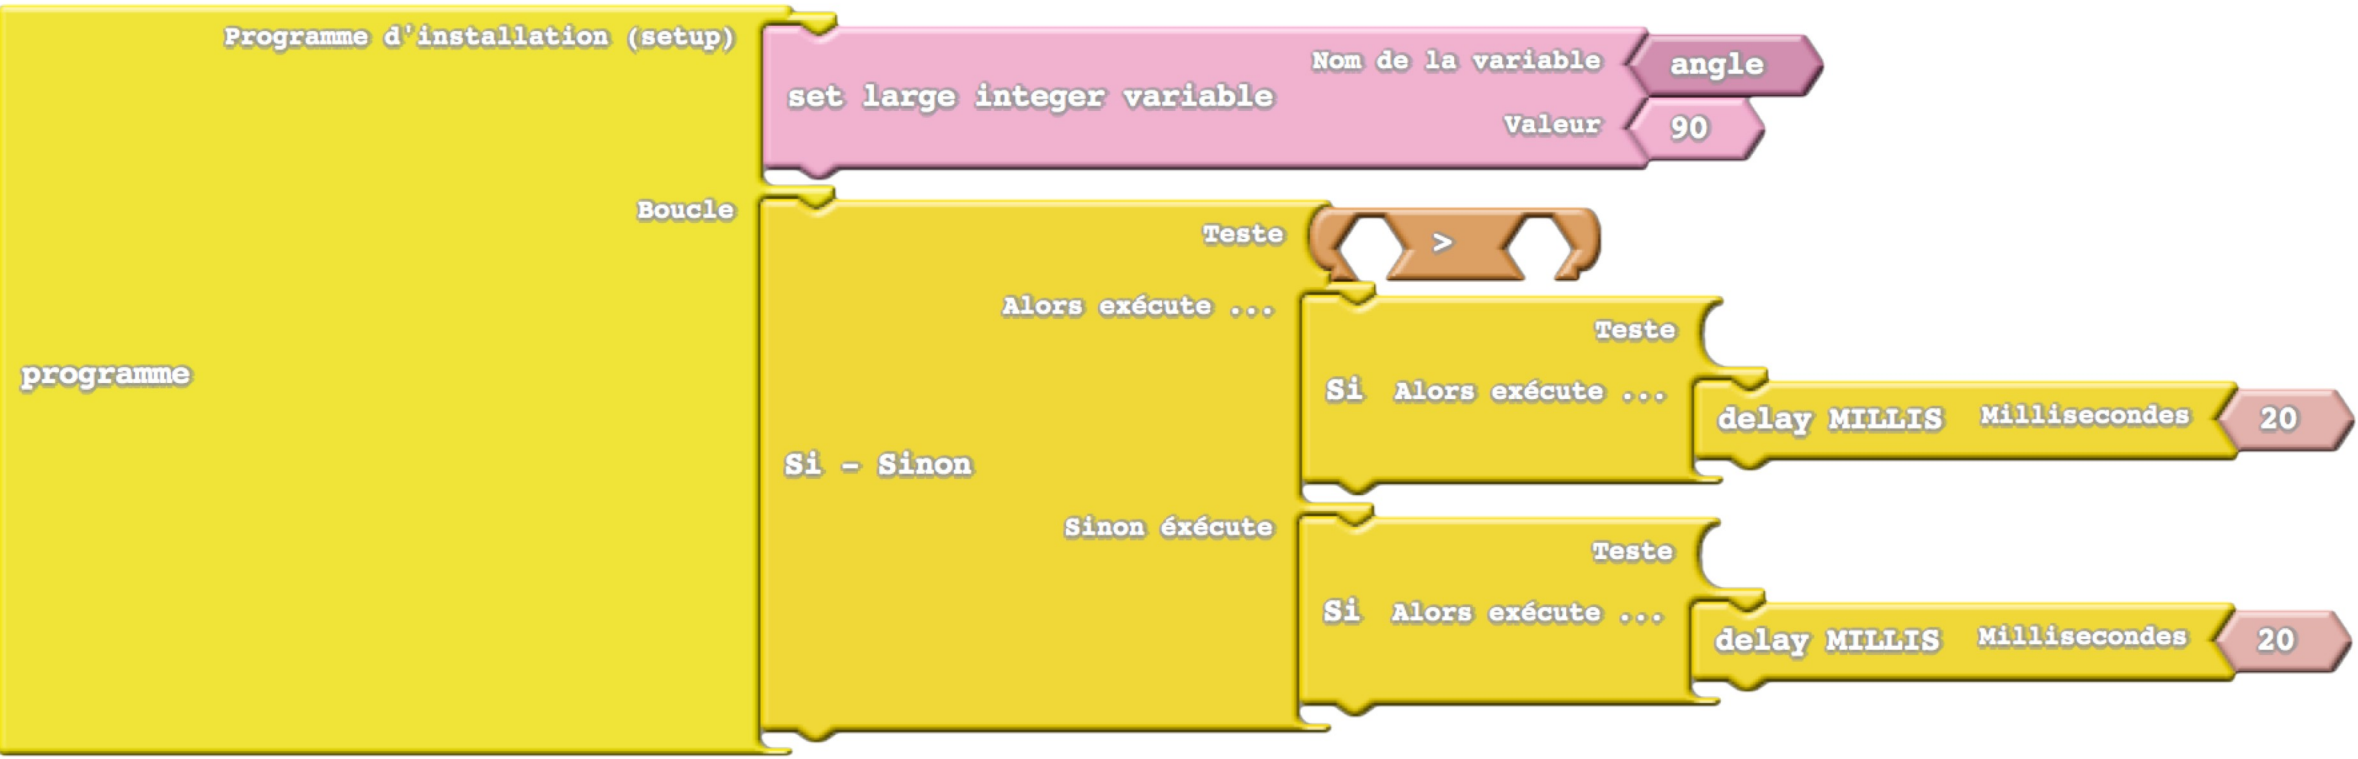 Programme d'installation (setup)
set large integer variable
Nom de la variable
angle
Valeur
90
Boucle
programme
Si - Sinon
Teste
>
Alors exécute ...
Si
Teste
Alors exécute ...
delay MILLIS Millisecondes 20
Sinon éxécute
Si
Teste
Alors exécute ...
delay MILLIS Millisecondes 20